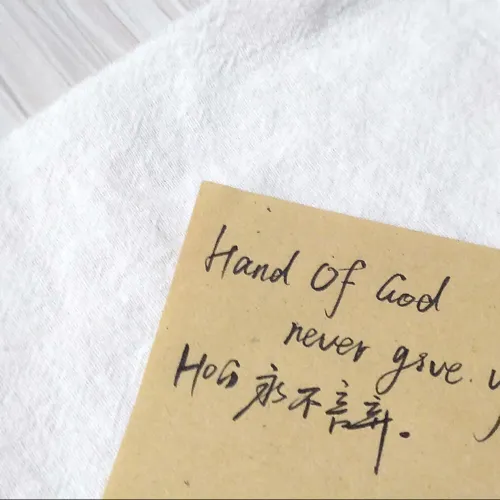 Hand Of God
never give
HOG 永不言弃.